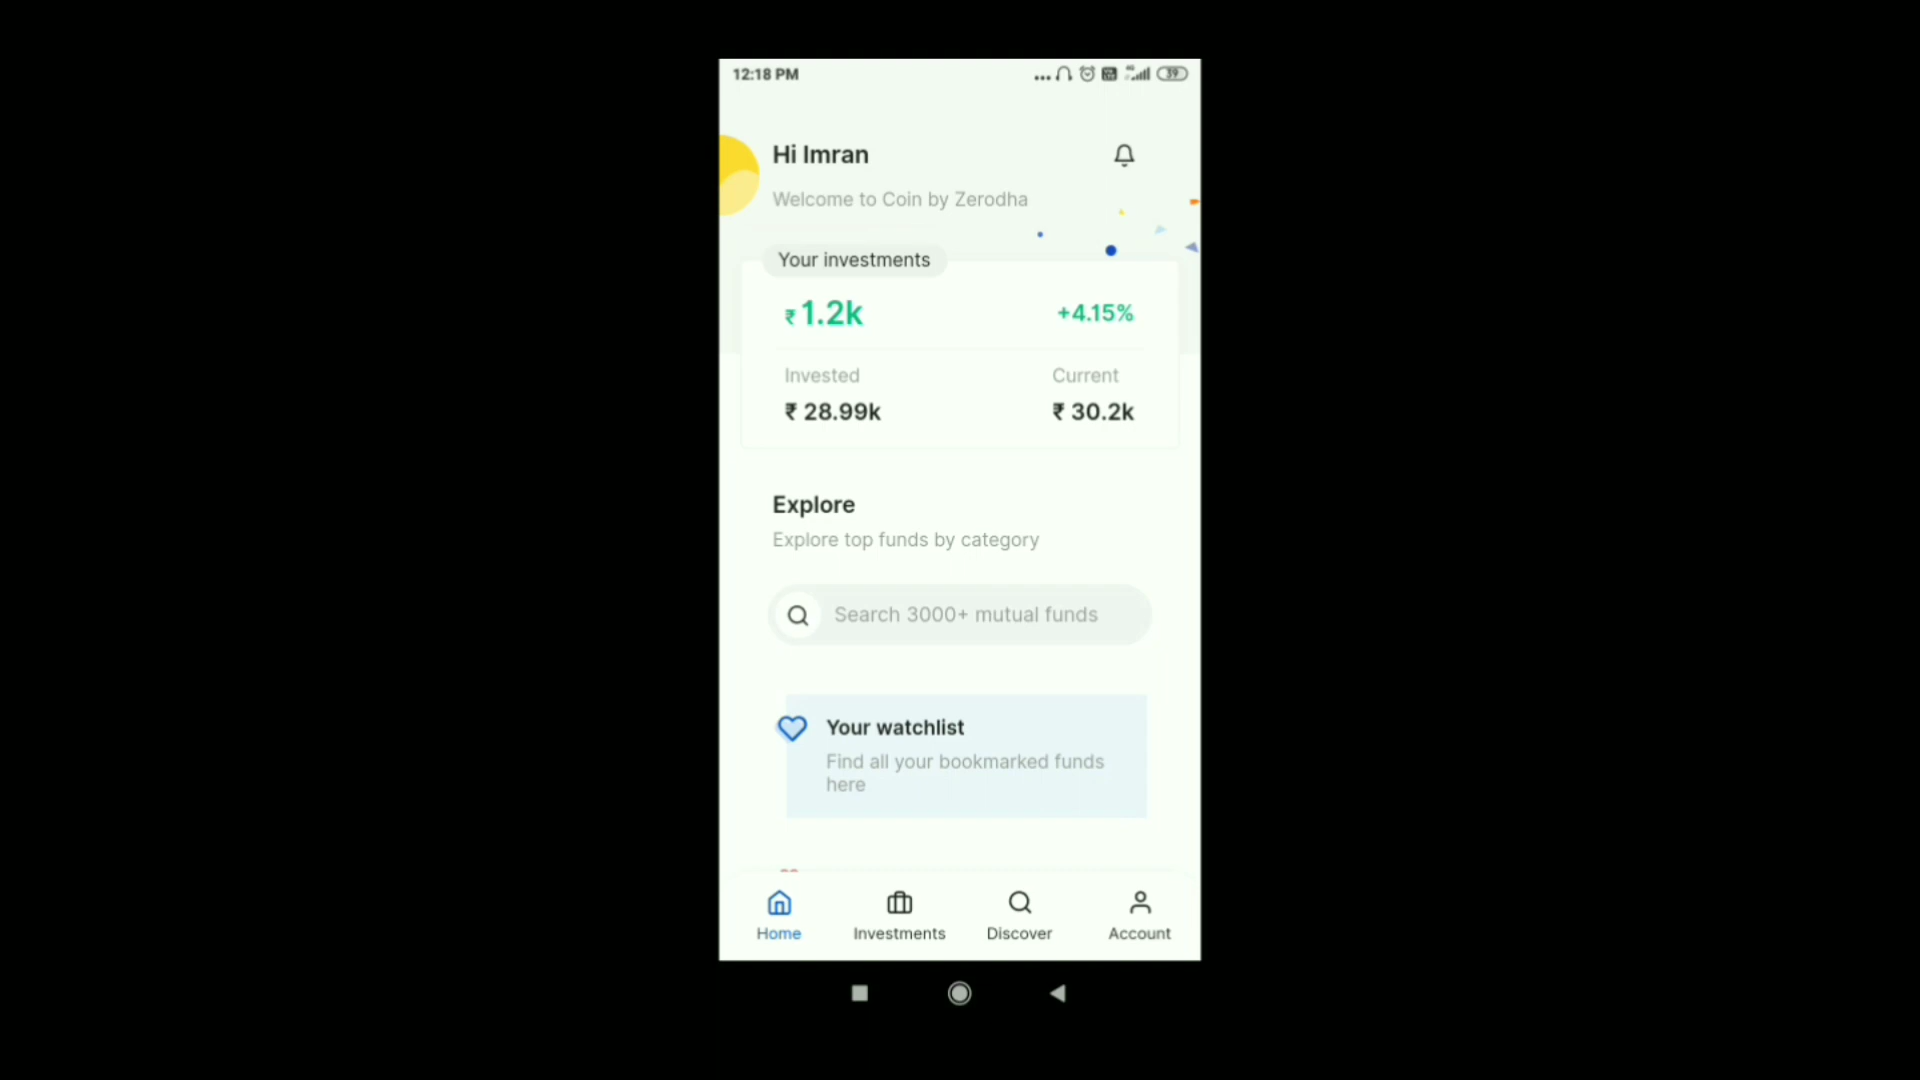 12:18 PM
39
Hi Imran
Welcome to Coin by Zerodha
Your investments
₹ 1.2k
+4.15%
Invested
Current
₹ 28.99k
₹ 30.2k
Explore
Explore top funds by category
Search 3000+ mutual funds
Your watchlist
Find all your bookmarked funds
here
Home
Investments
Discover
Account